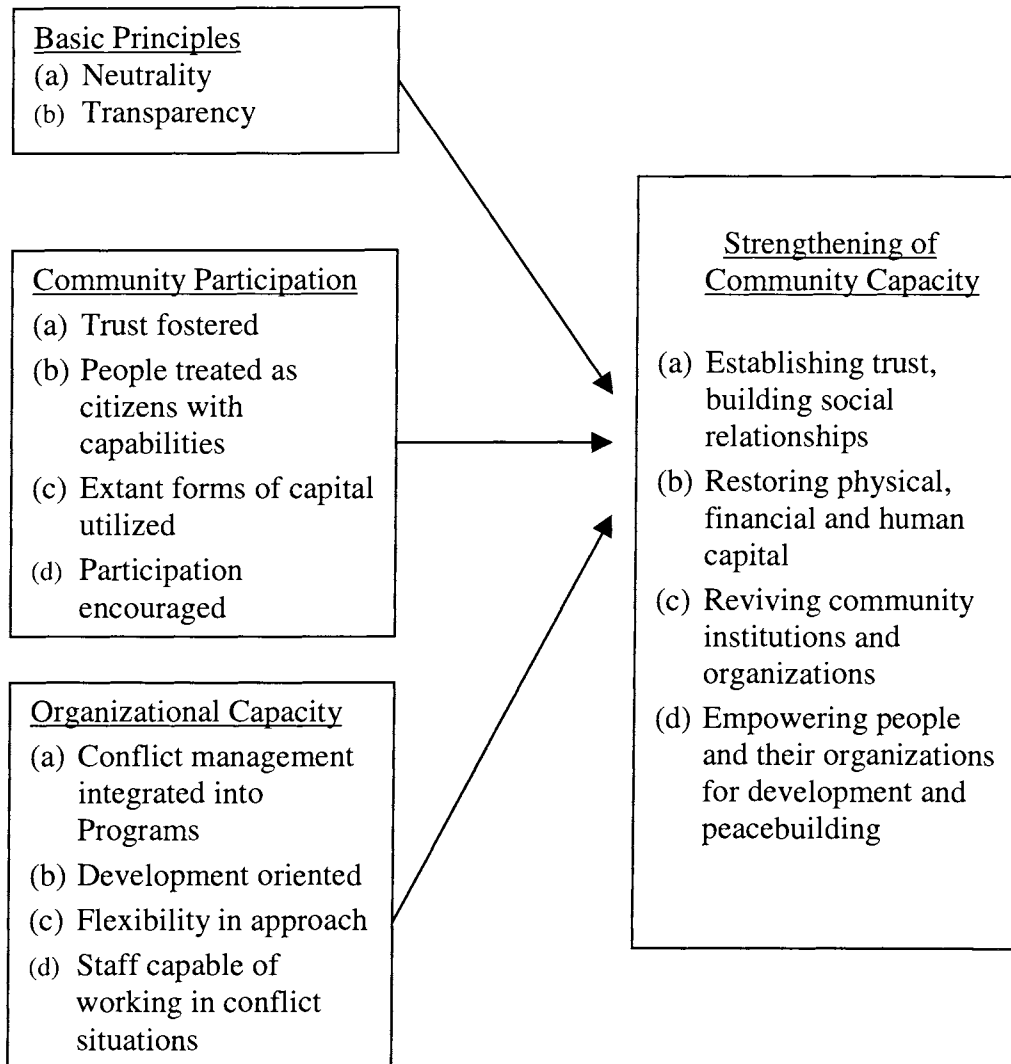 Basic Principles
(a) Neutrality
(b) Transparency
Community Participation
(a) Trust fostered
(b) People treated as
citizens with
capabilities
(c) Extant forms of capital
utilized
(d) Participation
encouraged
Organizational Capacity
(a) Conflict management
integrated into
Programs
(b) Development oriented
(c) Flexibility in approach
(d) Staff capable of
working in conflict
situations
Strengthening of
Community Capacity
(a) Establishing trust,
building social
relationships
(b) Restoring physical,
financial and human
capital
(c) Reviving community
institutions and
organizations
(d) Empowering people
and their organizations
for development and
peacebuilding